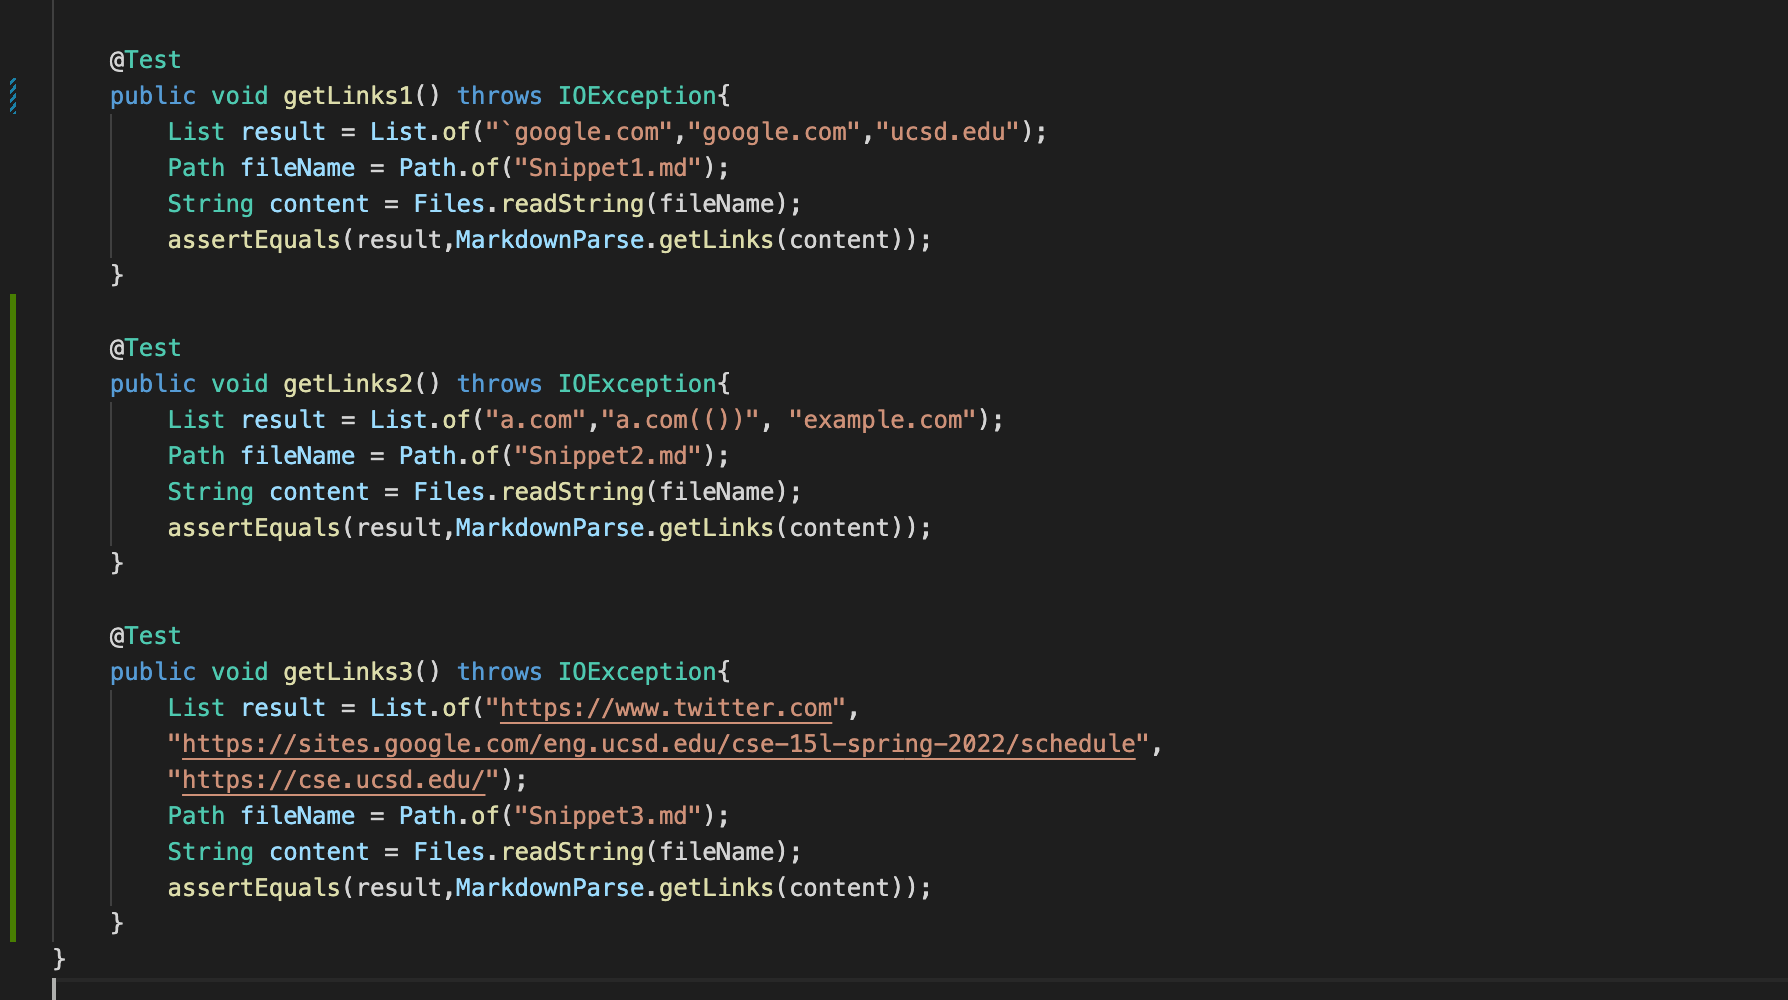 @Test
public void getLinks1() throws IOException{
List result = List.of("`google.com","google.com","ucsd.edu");
Path fileName = Path.of("Snippet1.md");
String content = Files.readString(fileName);
assertEquals(result,MarkdownParse.getLinks(content));
}
@Test
public void getLinks2() throws IOException{
List result = List.of("a.com","a.com(())", "example.com");
Path fileName = Path.of("Snippet2.md");
String content = Files.readString(fileName);
assertEquals(result,MarkdownParse.getLinks(content));
}
@Test
public void getLinks3() throws IOException{
List result = List.of("https://www.twitter.com",
"https://sites.google.com/eng.ucsd.edu/cse-15l-spring-2022/schedule",
"https://cse.ucsd.edu/");
Path fileName = Path.of("Snippet3.md");
String content = Files.readString(fileName);
assertEquals(result,MarkdownParse.getLinks(content));
}
}